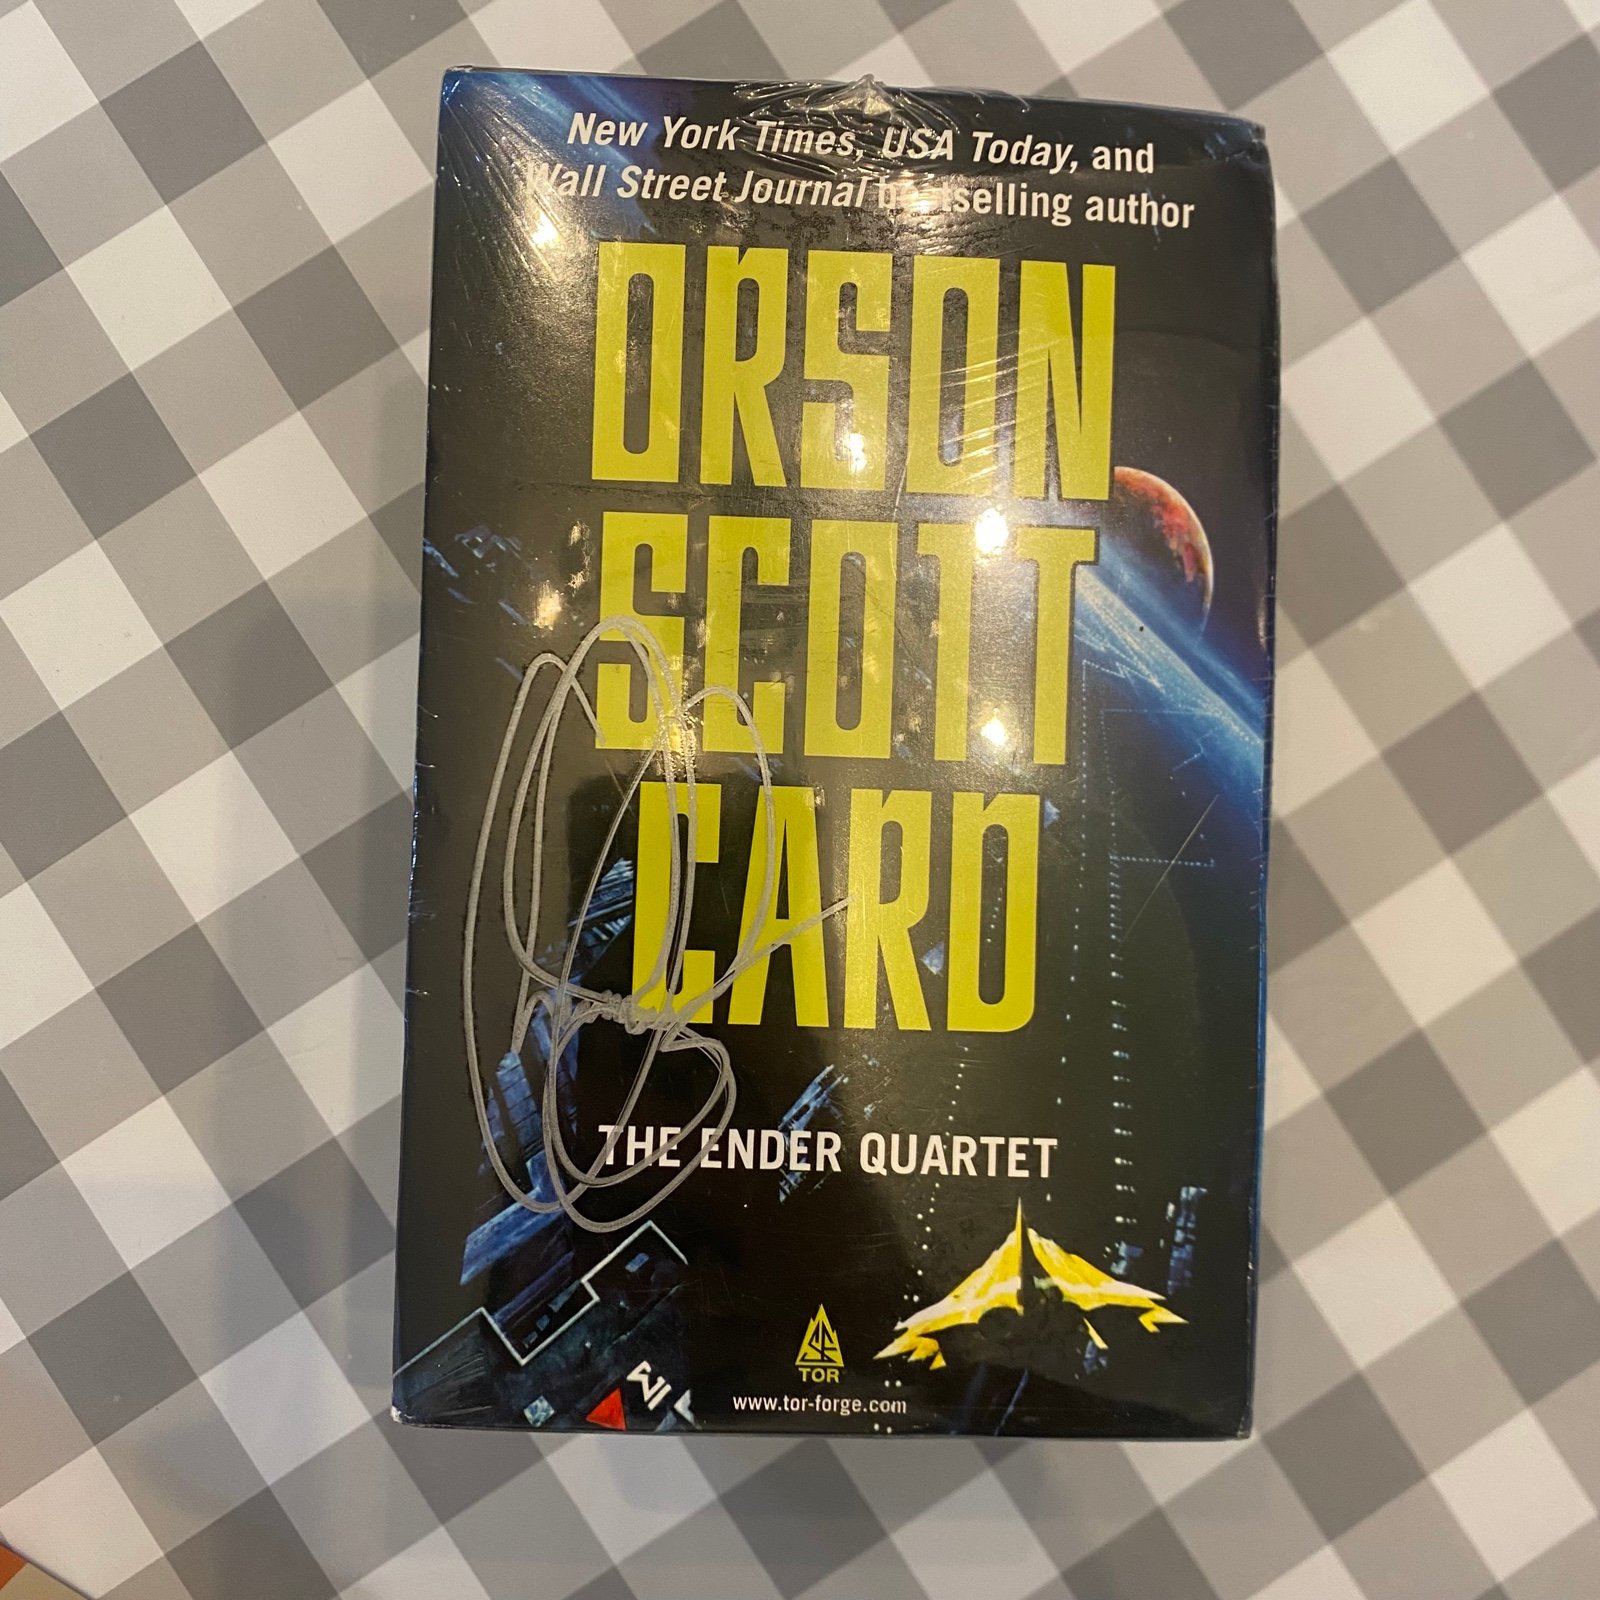 New York Times, USA Today, and
Wall Street Journal bestselling author
ORSON
SCOTT
CARD
THE ENDER QUARTET
TOR
www.tor-forge.com